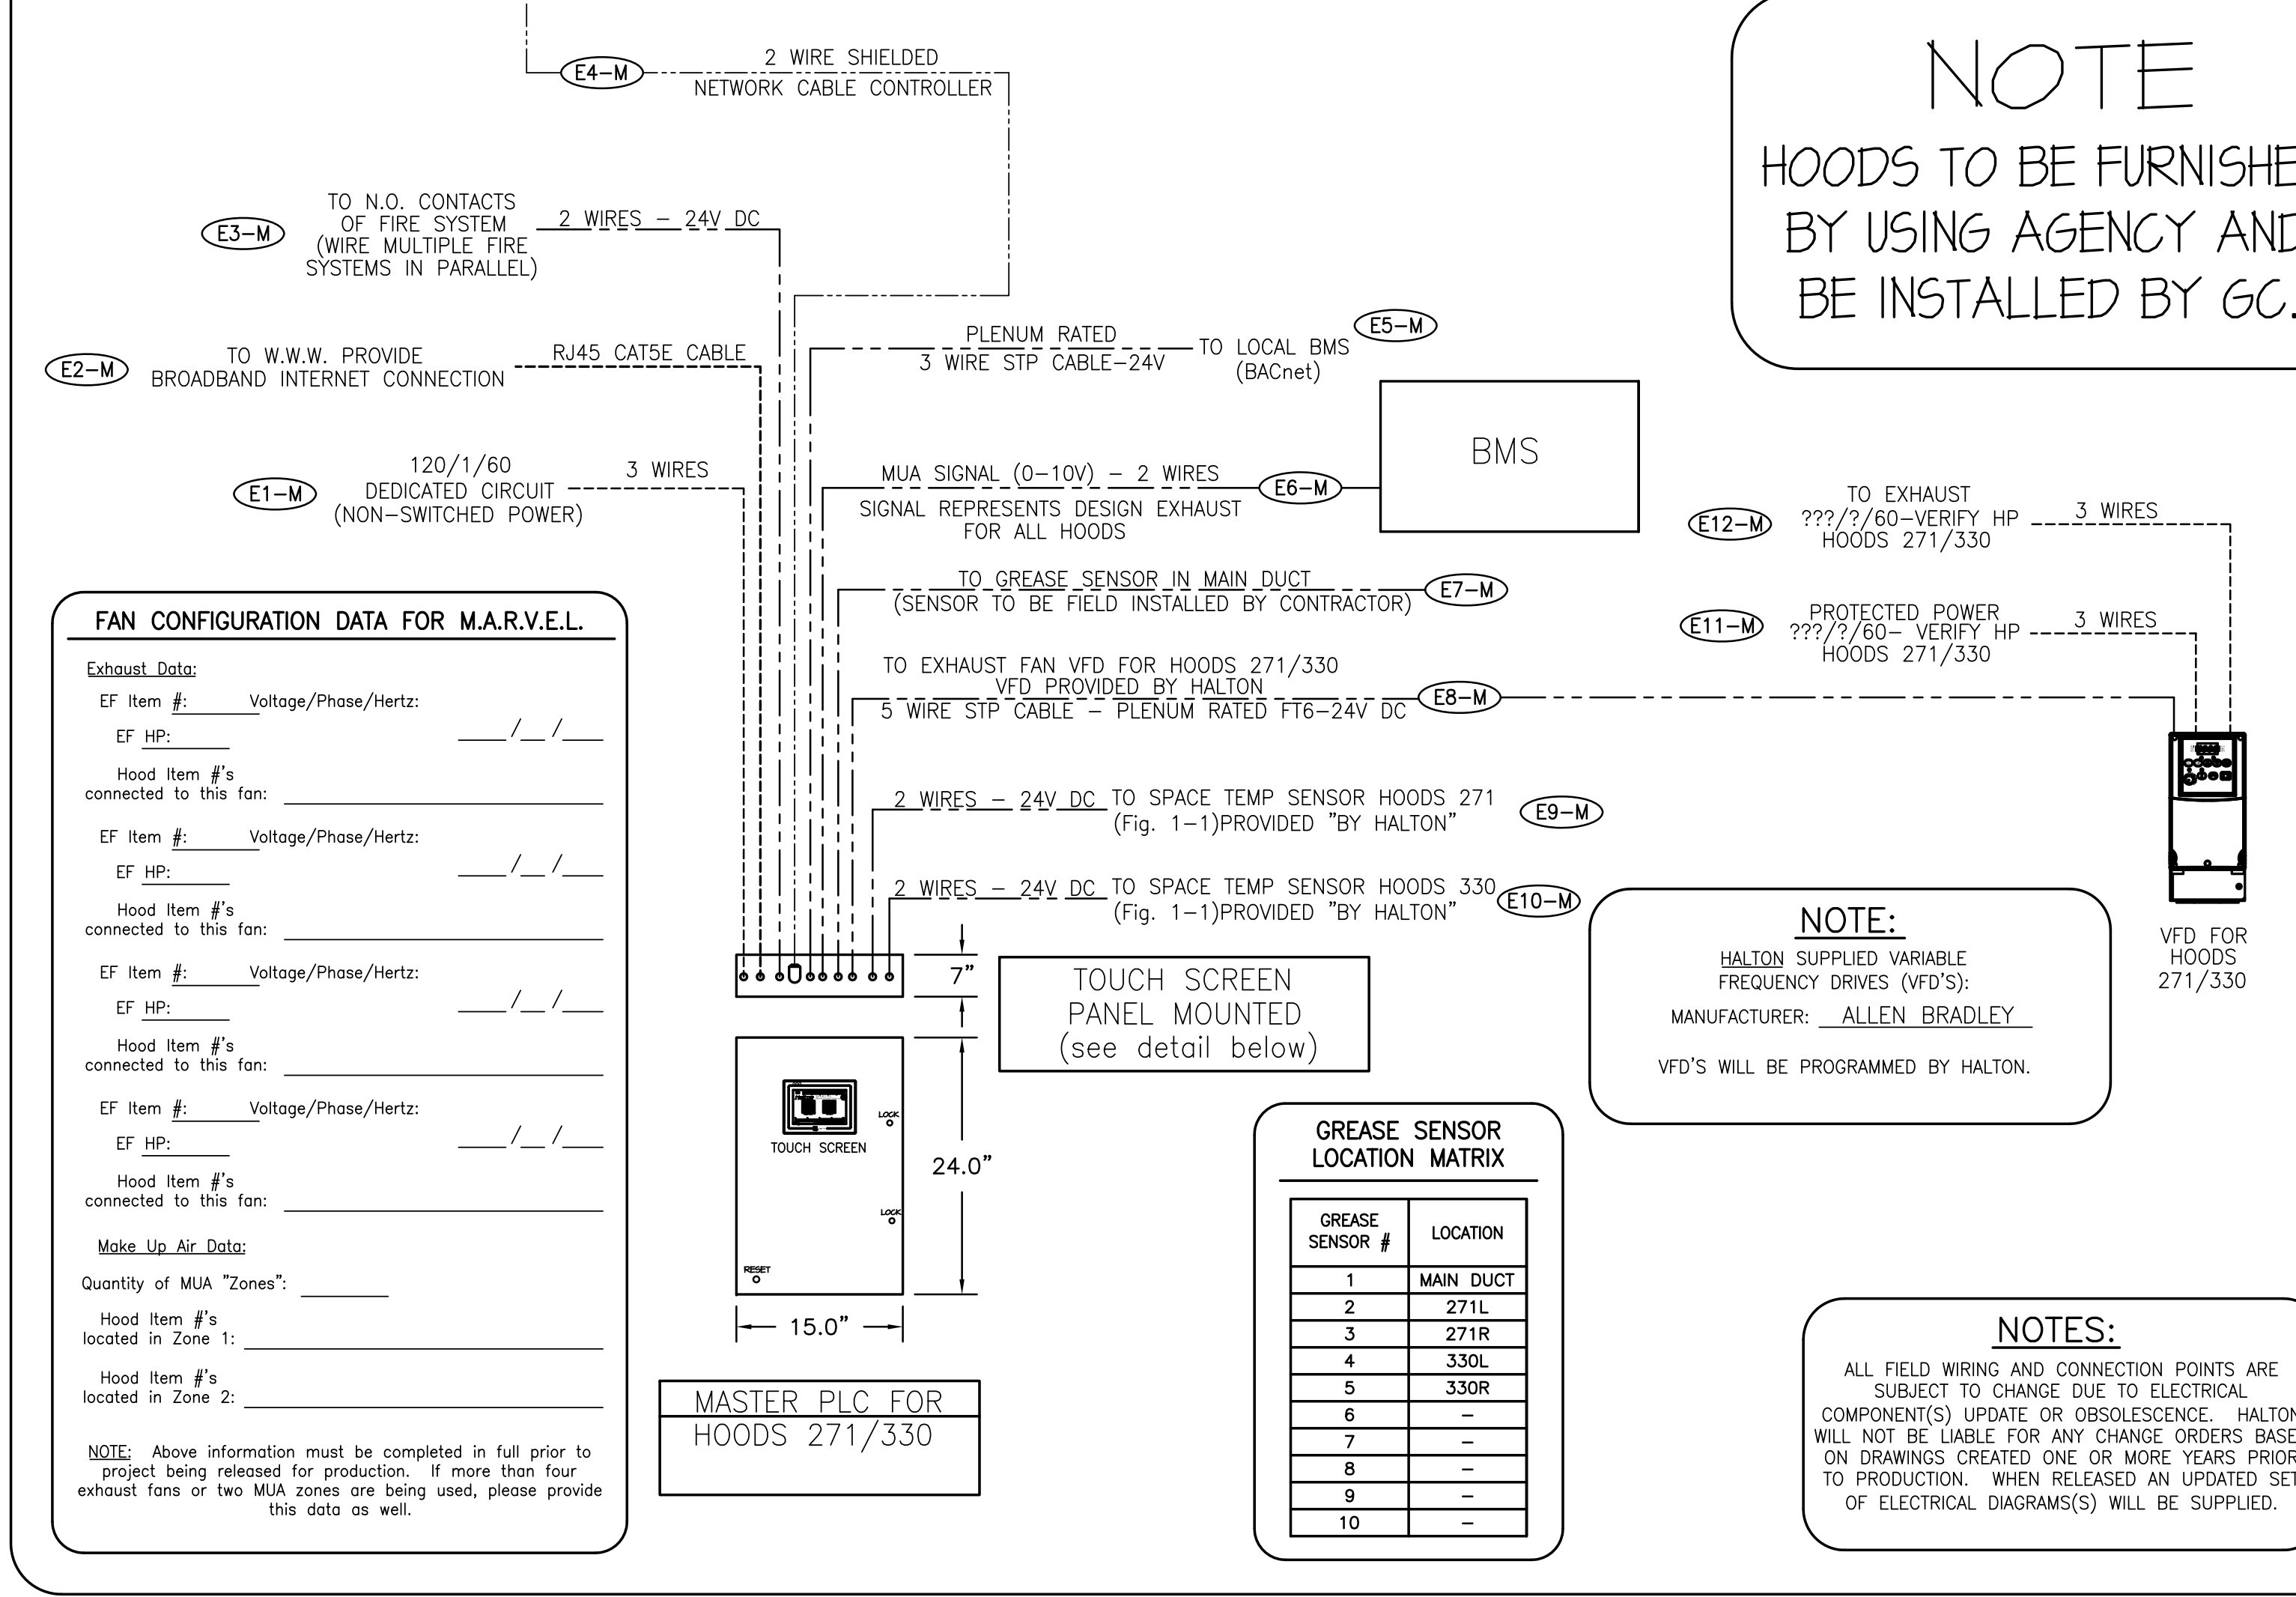 E4-M
2 WIRE SHIELDED
NETWORK CABLE CONTROLLER
NOTE
HOODS TO BE FURNISHE
BY USING AGENCY AND
BE INSTALLED BY GC.
E3-M
TO N.O. CONTACTS
OF FIRE SYSTEM
(WIRE MULTIPLE FIRE
SYSTEMS IN PARALLEL)
2 WIRES - 24V DC
E2-M
TO W.W.W. PROVIDE
BROADBAND INTERNET CONNECTION
RJ45 CAT5E CABLE
E1-M
120/1/60
DEDICATED CIRCUIT
(NON-SWITCHED POWER)
3 WIRES
PLENUM RATED
3 WIRE STP CABLE-24V
TO LOCAL BMS
(BACnet)
E5-M
BMS
MUA SIGNAL (0-10V) - 2 WIRES
SIGNAL REPRESENTS DESIGN EXHAUST
FOR ALL HOODS
E6-M
TO GREASE SENSOR IN MAIN DUCT
(SENSOR TO BE FIELD INSTALLED BY CONTRACTOR)
E7-M
TO EXHAUST FAN VFD FOR HOODS 271/330
VFD PROVIDED BY HALTON
5 WIRE STP CABLE - PLENUM RATED FT6-24V DC
E8-M
2 WIRES - 24V DC
TO SPACE TEMP SENSOR HOODS 271
(Fig. 1-1)PROVIDED "BY HALTON"
E9-M
2 WIRES - 24V DC
TO SPACE TEMP SENSOR HOODS 330
(Fig. 1-1)PROVIDED "BY HALTON"
E10-M
E12-M
TO EXHAUST
???/?/60-VERIFY HP
HOODS 271/330
3 WIRES
E11-M
PROTECTED POWER
???/?/60- VERIFY HP
HOODS 271/330
3 WIRES
VFD FOR
HOODS
271/330
FAN CONFIGURATION DATA FOR M.A.R.V.E.L.
Exhaust Data:
EF Item #: Voltage/Phase/Hertz:
EF HP: / /
Hood Item #'s
connected to this fan:
EF Item #: Voltage/Phase/Hertz:
EF HP: / /
Hood Item #'s
connected to this fan:
EF Item #: Voltage/Phase/Hertz:
EF HP: / /
Hood Item #'s
connected to this fan:
EF Item #: Voltage/Phase/Hertz:
EF HP: / /
Hood Item #'s
connected to this fan:
Make Up Air Data:
Quantity of MUA "Zones":
Hood Item #'s
located in Zone 1:
Hood Item #'s
located in Zone 2:
NOTE: Above information must be completed in full prior to
project being released for production. If more than four
exhaust fans or two MUA zones are being used, please provide
this data as well.
7"
TOUCH SCREEN
PANEL MOUNTED
(see detail below)
TOUCH SCREEN
LOCK
LOCK
RESET
24.0"
15.0"
MASTER PLC FOR
HOODS 271/330
NOTE:
HALTON SUPPLIED VARIABLE
FREQUENCY DRIVES (VFD'S):
MANUFACTURER: ALLEN BRADLEY
VFD'S WILL BE PROGRAMMED BY HALTON.
GREASE SENSOR
LOCATION MATRIX
GREASE
SENSOR # LOCATION
1 MAIN DUCT
2 271L
3 271R
4 330L
5 330R
6 -
7 -
8 -
9 -
10 -
NOTES:
ALL FIELD WIRING AND CONNECTION POINTS ARE
SUBJECT TO CHANGE DUE TO ELECTRICAL
COMPONENT(S) UPDATE OR OBSOLESCENCE. HALTON
WILL NOT BE LIABLE FOR ANY CHANGE ORDERS BASE
ON DRAWINGS CREATED ONE OR MORE YEARS PRIOR
TO PRODUCTION. WHEN RELEASED AN UPDATED SET
OF ELECTRICAL DIAGRAMS(S) WILL BE SUPPLIED.